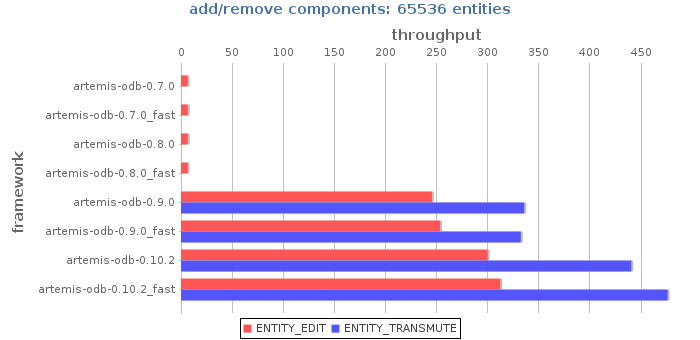 add/remove components: 65536 entities
throughput
0 50 100 150 200 250 300 350 400 450
framework
artemis-odb-0.7.0
artemis-odb-0.7.0_fast
artemis-odb-0.8.0
artemis-odb-0.8.0_fast
artemis-odb-0.9.0
artemis-odb-0.9.0_fast
artemis-odb-0.10.2
artemis-odb-0.10.2_fast
ENTITY_EDIT ENTITY_TRANSMUTE